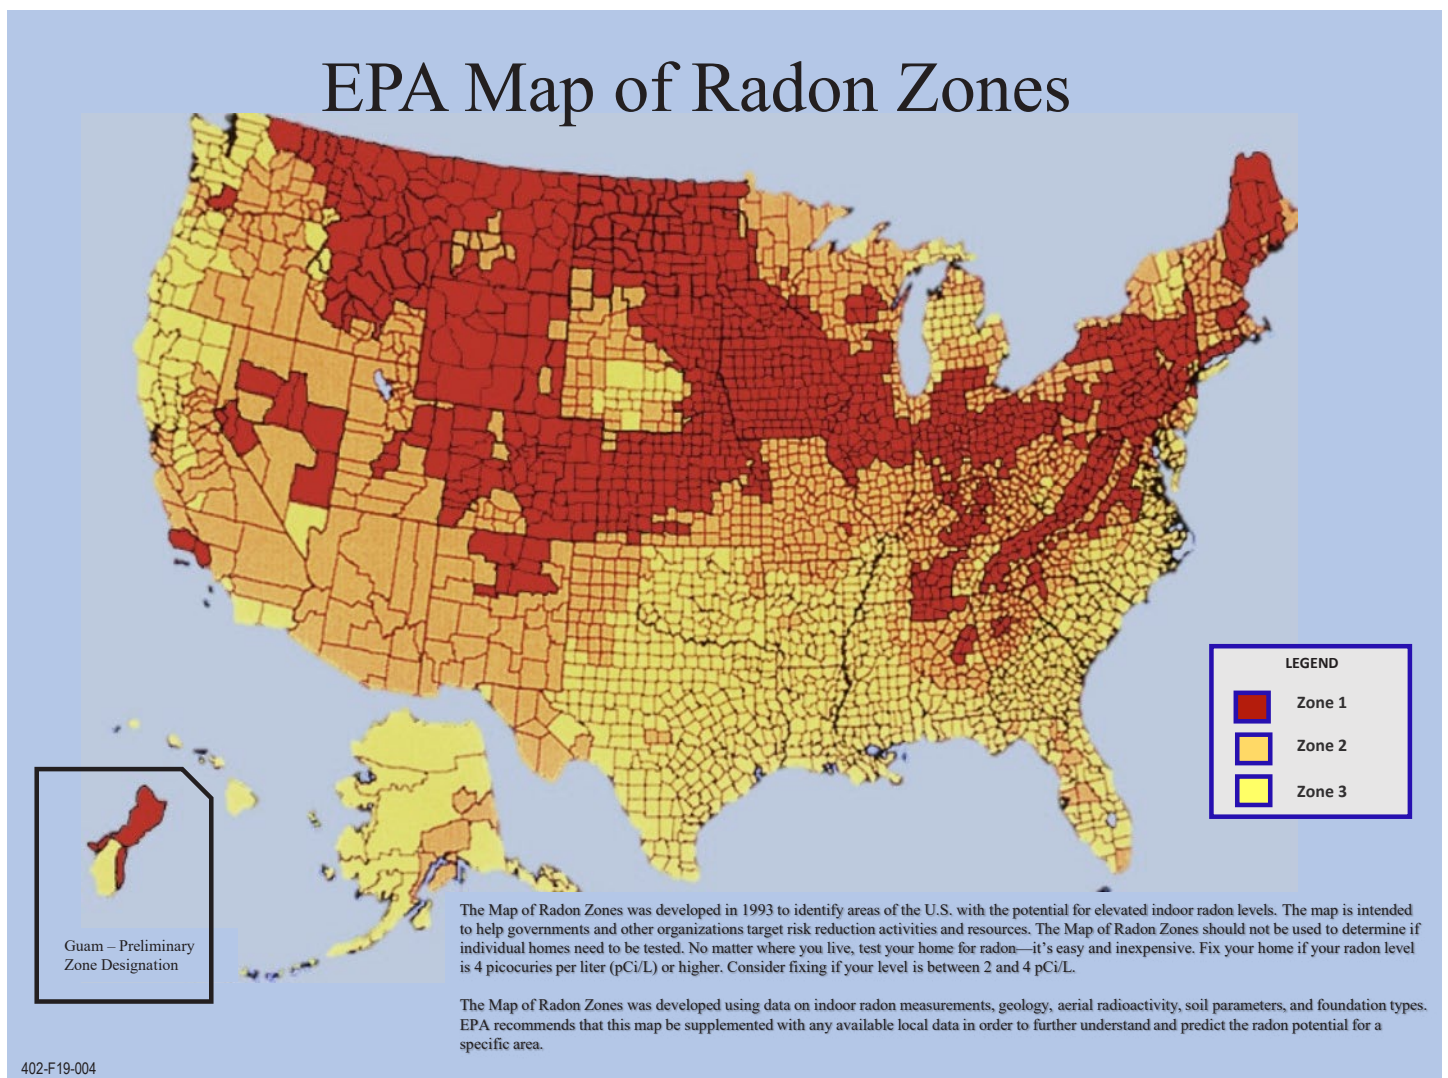 EPA Map of Radon Zones
LEGEND
Zone 1
Zone 2
Zone 3
Guam – Preliminary
Zone Designation
The Map of Radon Zones was developed in 1993 to identify areas of the U.S. with the potential for elevated indoor radon levels. The map is intended
to help governments and other organizations target risk reduction activities and resources. The Map of Radon Zones should not be used to determine if
individual homes need to be tested. No matter where you live, test your home for radon—it’s easy and inexpensive. Fix your home if your radon level
is 4 picocuries per liter (pCi/L) or higher. Consider fixing if your level is between 2 and 4 pCi/L.
The Map of Radon Zones was developed using data on indoor radon measurements, geology, aerial radioactivity, soil parameters, and foundation types.
EPA recommends that this map be supplemented with any available local data in order to further understand and predict the radon potential for a
specific area.
402-F19-004